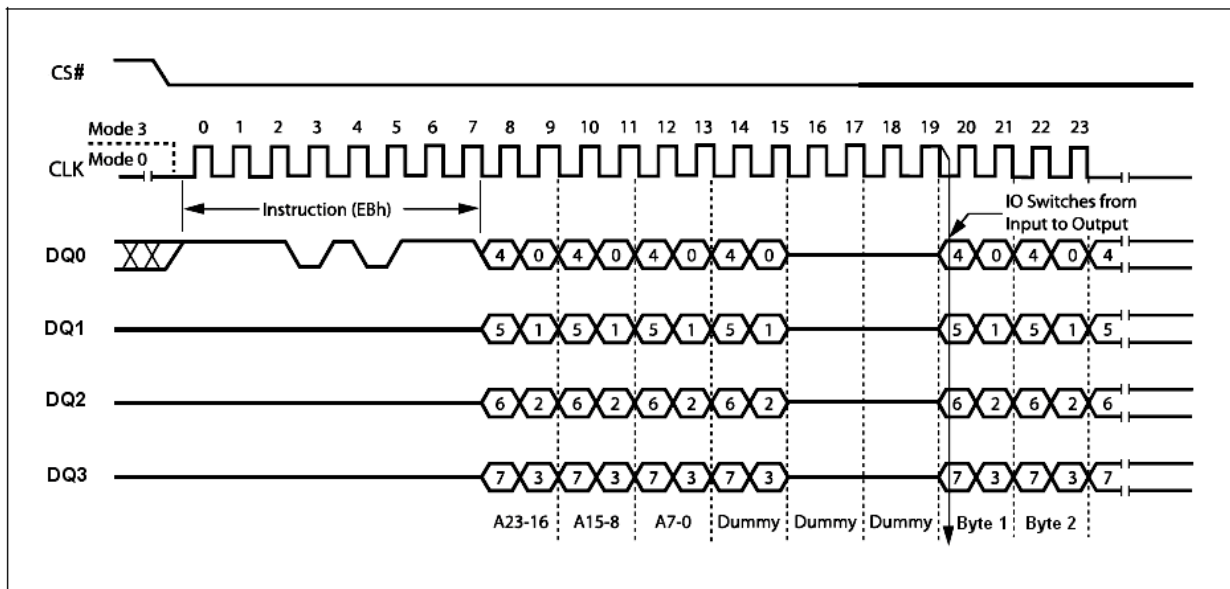 CS#
Mode 3
0 1 2 3 4 5 6 7 8 9 10 11 12 13 14 15 16 17 18 19 20 21 22 23
CLK
Mode 0
Instruction (EBh)
IO Switches from
Input to Output
DQ0
4 0 4 0 4 0 4 0 4 0 4 0 4
DQ1
5 1 5 1 5 1 5 1 5 1 5 1 5
DQ2
6 2 6 2 6 2 6 2 6 2 6 2 6
DQ3
7 3 7 3 7 3 7 3 7 3 7 3 7
A23-16 A15-8 A7-0 Dummy Dummy Dummy Byte 1 Byte 2